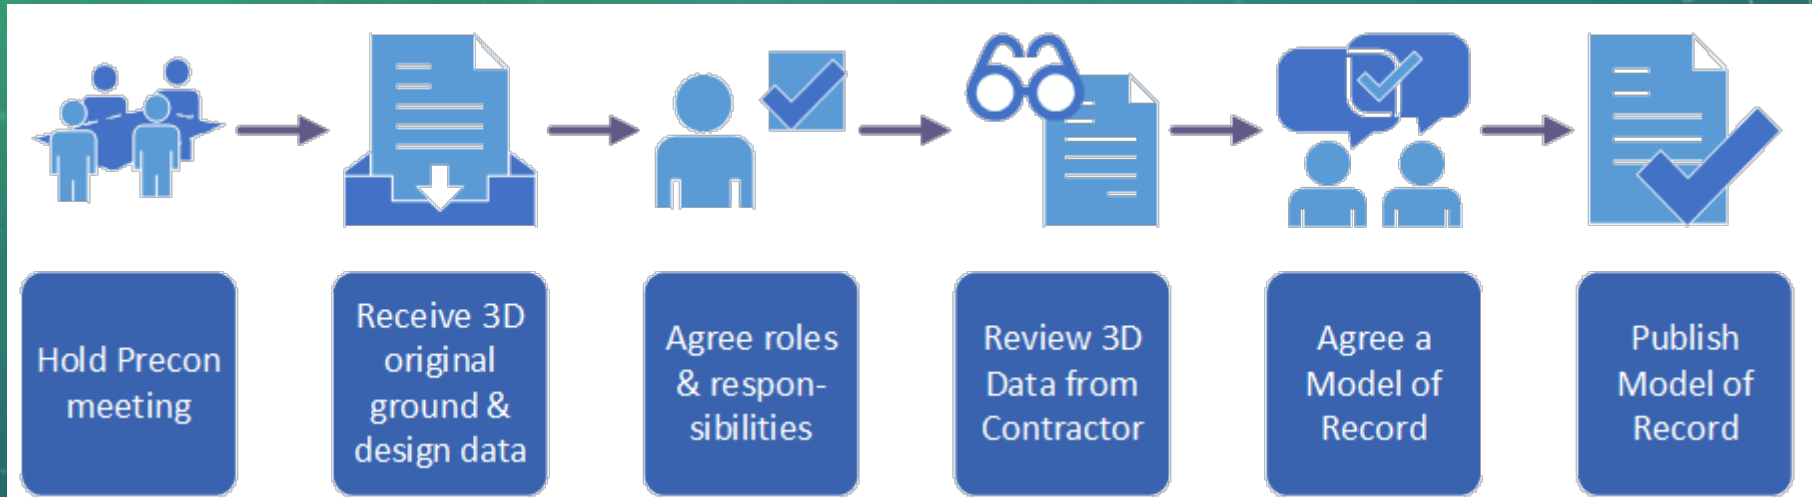 Hold Precon
meeting
Receive 3D
original
ground &
design data
Agree roles
& respon-
sibilities
Review 3D
Data from
Contractor
Agree a
Model of
Record
Publish
Model of
Record